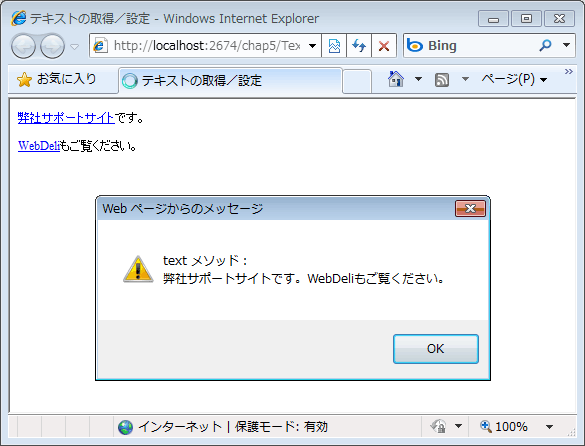 テキストの取得／設定 - Windows Internet Explorer
http://localhost:2674/chap5/Tex
Bing
お気に入り
テキストの取得／設定
ページ(P)
»
弊社サポートサイトです。
WebDeliもご覧ください。
Web ページからのメッセージ
text メソッド：
弊社サポートサイトです。WebDeliもご覧ください。
OK
インターネット | 保護モード: 有効
100%